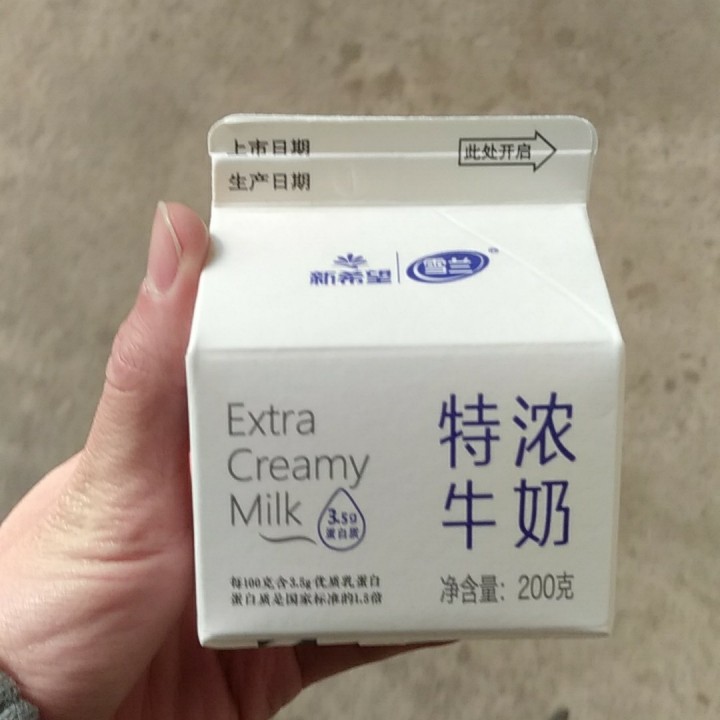 上市日期
此处开启
生产日期
新希望
雪兰®
Extra
Creamy
Milk
3.5g
蛋白质
特浓
牛奶
每100克含3.5g优质乳蛋白
蛋白质是国家标准的1.3倍
净含量：200克